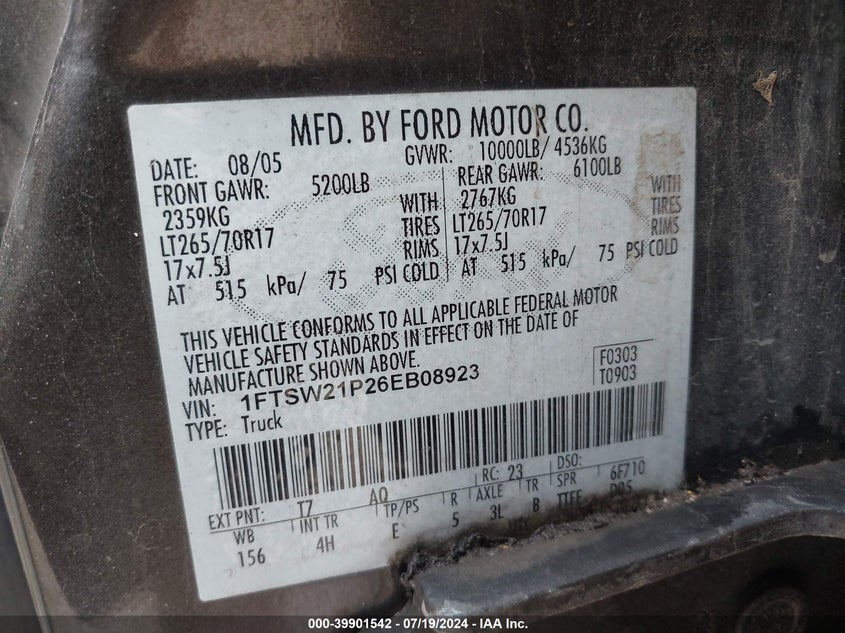 MFD. BY FORD MOTOR CO.
DATE: 08/05 GVWR: 10000LB/ 4536KG
FRONT GAWR: 5200LB REAR GAWR: 6100LB
2359KG WITH 2767KG WITH
LT265/70R17 TIRES LT265/70R17 TIRES
17x7.5J RIMS 17x7.5J RIMS
AT 515 kPa/ 75 PSI COLD AT 515 kPa/ 75 PSI COLD
THIS VEHICLE CONFORMS TO ALL APPLICABLE FEDERAL MOTOR
VEHICLE SAFETY STANDARDS IN EFFECT ON THE DATE OF
MANUFACTURE SHOWN ABOVE.
F0303
VIN: 1FTSW21P26EB08923 T0903
TYPE: Truck
EXT PNT: T7 AQ RC: 23 DSO:
WB INT TR TP/PS R AXLE TR SPR 6F710
156 4H E 5 3L B
000-39901542 - 07/19/2024 - IAA Inc.